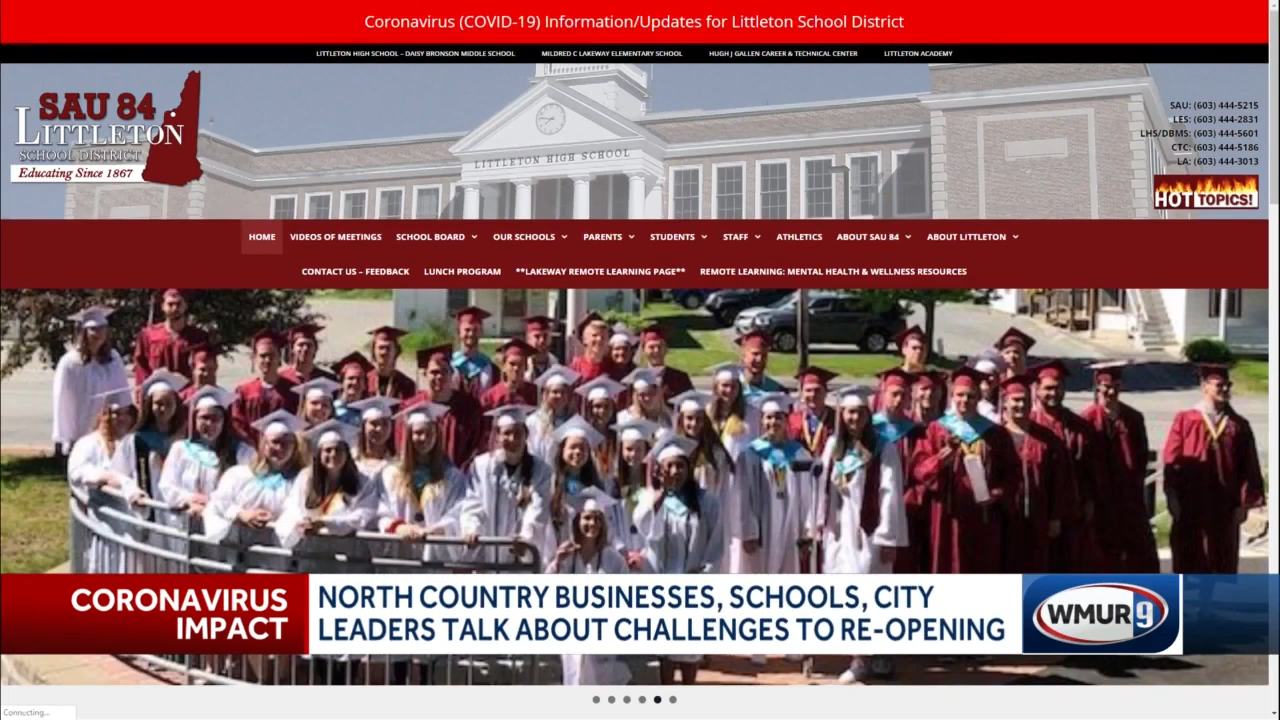 Coronavirus (COVID-19) Information/Updates for Littleton School District
LITTLETON HIGH SCHOOL – DAISY BRONSON MIDDLE SCHOOL MILDRED C LAKEWAY ELEMENTARY SCHOOL HUGH J GALLEN CAREER & TECHNICAL CENTER LITTLETON ACADEMY
SAU 84
LITTLETON
SCHOOL DISTRICT
Educating Since 1867
LITTLETON HIGH SCHOOL
SAU: (603) 444-5215
LES: (603) 444-2831
LHS/DBMS: (603) 444-5601
CTC: (603) 444-5186
LA: (603) 444-3013
HOT TOPICS!
HOME VIDEOS OF MEETINGS SCHOOL BOARD OUR SCHOOLS PARENTS STUDENTS STAFF ATHLETICS ABOUT SAU 84 ABOUT LITTLETON
CONTACT US – FEEDBACK LUNCH PROGRAM **LAKEWAY REMOTE LEARNING PAGE** REMOTE LEARNING: MENTAL HEALTH & WELLNESS RESOURCES
CORONAVIRUS
IMPACT
NORTH COUNTRY BUSINESSES, SCHOOLS, CITY
LEADERS TALK ABOUT CHALLENGES TO RE-OPENING
WMUR 9
Connecting...